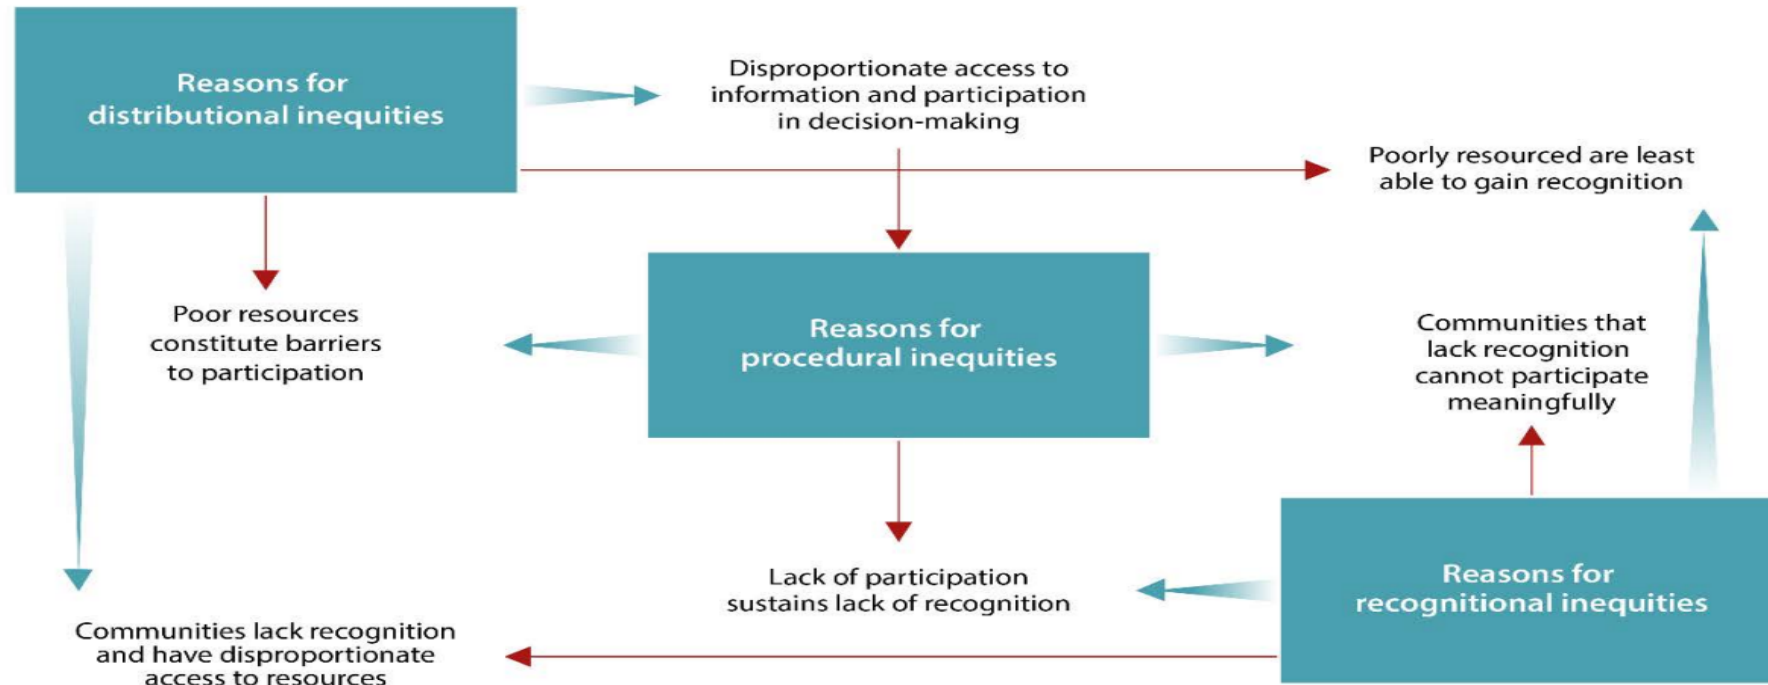 Reasons for
distributional inequities
Disproportionate access to
information and participation
in decision-making
Poorly resourced are least
able to gain recognition
Poor resources
constitute barriers
to participation
Reasons for
procedural inequities
Communities that
lack recognition
cannot participate
meaningfully
Lack of participation
sustains lack of recognition
Reasons for
recognitional inequities
Communities lack recognition
and have disproportionate
access to resources